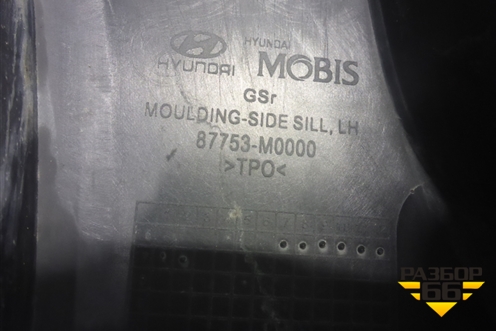 HYUNDAI
HYUNDAI MOBIS
GSr
MOULDING-SIDE SILL, LH
87753-M0000
>TPO<
РАЗБОР
66